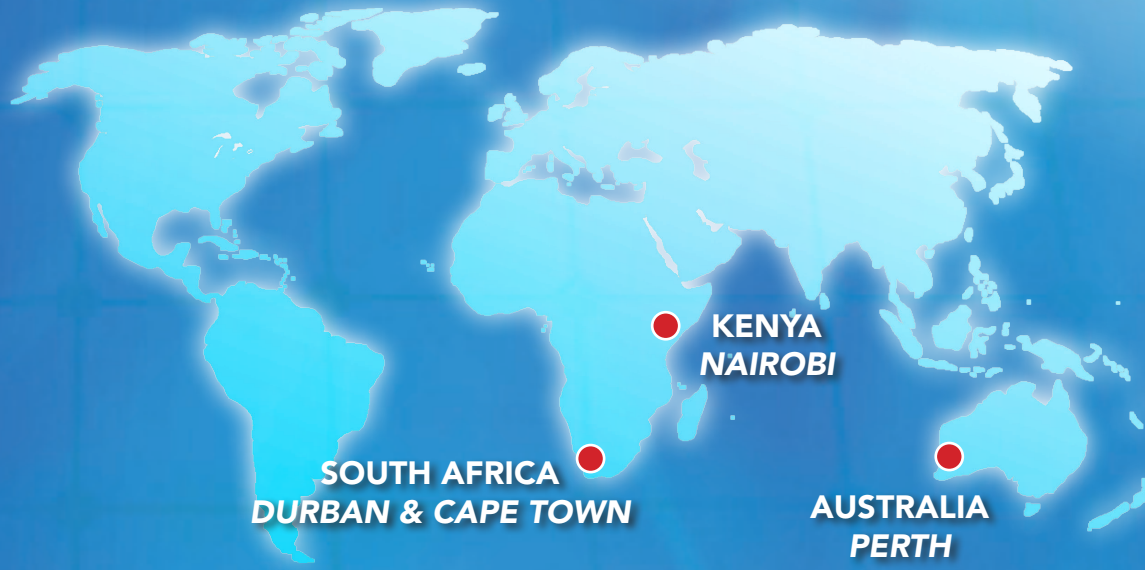 KENYA
NAIROBI
SOUTH AFRICA
DURBAN & CAPE TOWN
AUSTRALIA
PERTH